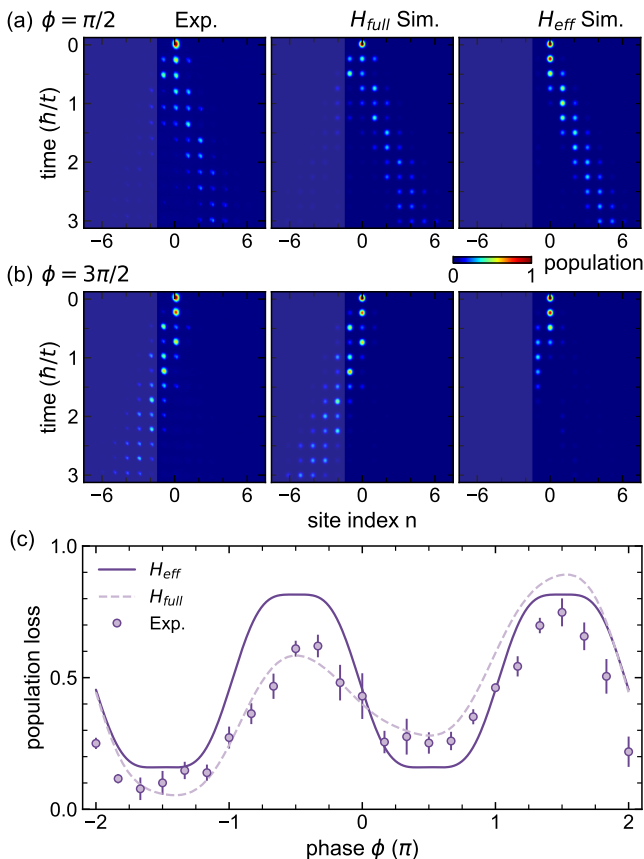 (a) ϕ = π/2 Exp. H_full Sim. H_eff Sim.
time (ħ/t)
0
1
2
3
−6 0 6 −6 0 6 −6 0 6
0 1 population
(b) ϕ = 3π/2
time (ħ/t)
0
1
2
3
−6 0 6 −6 0 6 −6 0 6
site index n
(c)
population loss
1.0
0.5
0.0
H_eff
H_full
Exp.
−2 −1 0 1 2
phase ϕ (π)